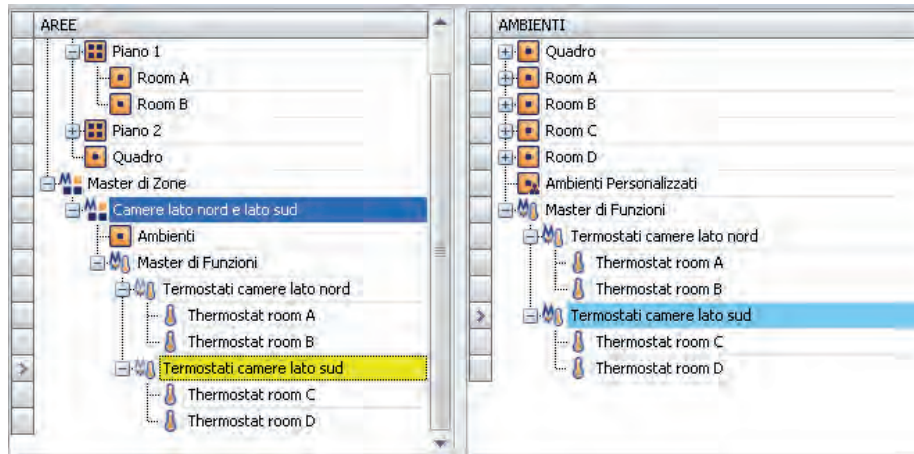 AREE
Piano 1
Room A
Room B
Piano 2
Quadro
Master di Zone
Camere lato nord e lato sud
Ambienti
Master di Funzioni
Termostati camere lato nord
Thermostat room A
Thermostat room B
Termostati camere lato sud
Thermostat room C
Thermostat room D
AMBIENTI
Quadro
Room A
Room B
Room C
Room D
Ambienti Personalizzati
Master di Funzioni
Termostati camere lato nord
Thermostat room A
Thermostat room B
Termostati camere lato sud
Thermostat room C
Thermostat room D